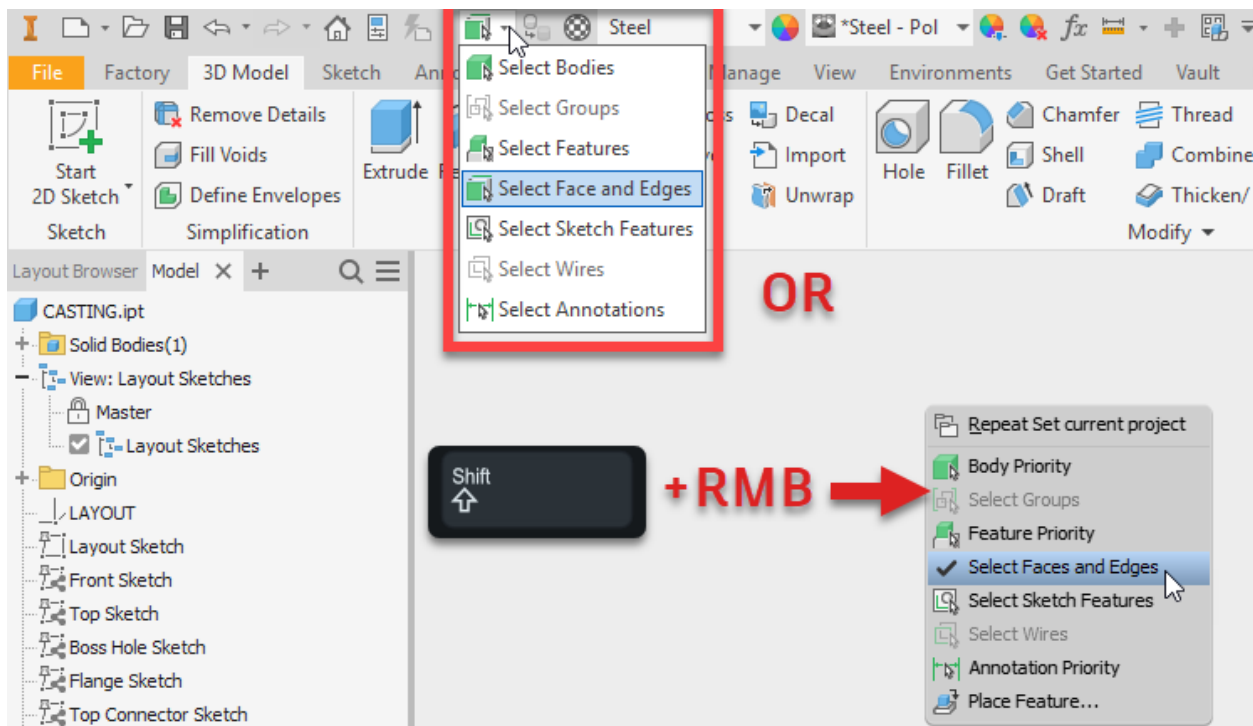 Steel
*Steel - Pol
fx
File
Factory
3D Model
Sketch
Manage
View
Environments
Get Started
Vault
Select Bodies
Select Groups
Select Features
Select Face and Edges
Select Sketch Features
Select Wires
Select Annotations
Start
2D Sketch
Sketch
Remove Details
Fill Voids
Define Envelopes
Simplification
Extrude
Decal
Import
Unwrap
Hole
Fillet
Chamfer
Shell
Draft
Thread
Combine
Thicken/
Modify
Layout Browser
Model
OR
CASTING.ipt
Solid Bodies(1)
View: Layout Sketches
Master
Layout Sketches
Origin
LAYOUT
Layout Sketch
Front Sketch
Top Sketch
Boss Hole Sketch
Flange Sketch
Top Connector Sketch
Shift
+RMB
Repeat Set current project
Body Priority
Select Groups
Feature Priority
Select Faces and Edges
Select Sketch Features
Select Wires
Annotation Priority
Place Feature...